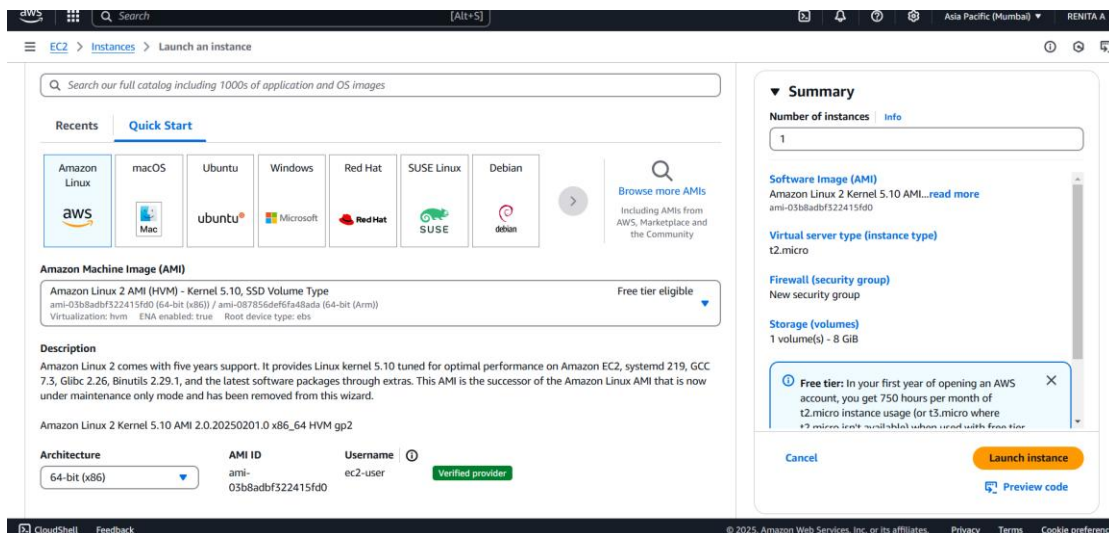 aws
Search
[Alt+S]
Asia Pacific (Mumbai)
RENITA A
EC2 > Instances > Launch an instance
Search our full catalog including 1000s of application and OS images
Recents
Quick Start
Amazon Linux
aws
macOS
Mac
Ubuntu
ubuntu
Windows
Microsoft
Red Hat
Red Hat
SUSE Linux
SUSE
Debian
debian
Browse more AMIs
Including AMIs from
AWS, Marketplace and
the Community
Amazon Machine Image (AMI)
Amazon Linux 2 AMI (HVM) - Kernel 5.10, SSD Volume Type
Free tier eligible
ami-03b8adbf322415fd0 (64-bit (x86)) / ami-087856def6fa48ada (64-bit (Arm))
Virtualization: hvm ENA enabled: true Root device type: ebs
Description
Amazon Linux 2 comes with five years support. It provides Linux kernel 5.10 tuned for optimal performance on Amazon EC2, systemd 219, GCC
7.3, Glibc 2.26, Binutils 2.29.1, and the latest software packages through extras. This AMI is the successor of the Amazon Linux AMI that is now
under maintenance only mode and has been removed from this wizard.
Amazon Linux 2 Kernel 5.10 AMI 2.0.20250201.0 x86_64 HVM gp2
Architecture
64-bit (x86)
AMI ID
ami-
03b8adbf322415fd0
Username
ec2-user
Verified provider
Summary
Number of instances
Info
1
Software Image (AMI)
Amazon Linux 2 Kernel 5.10 AMI...read more
ami-03b8adbf322415fd0
Virtual server type (instance type)
t2.micro
Firewall (security group)
New security group
Storage (volumes)
1 volume(s) - 8 GiB
Free tier: In your first year of opening an AWS
account, you get 750 hours per month of
t2.micro instance usage (or t3.micro where
t2.micro isn't available) when used with free tier
Cancel
Launch instance
Preview code
CloudShell
Feedback
© 2025, Amazon Web Services, Inc. or its affiliates.
Privacy
Terms
Cookie preferenc